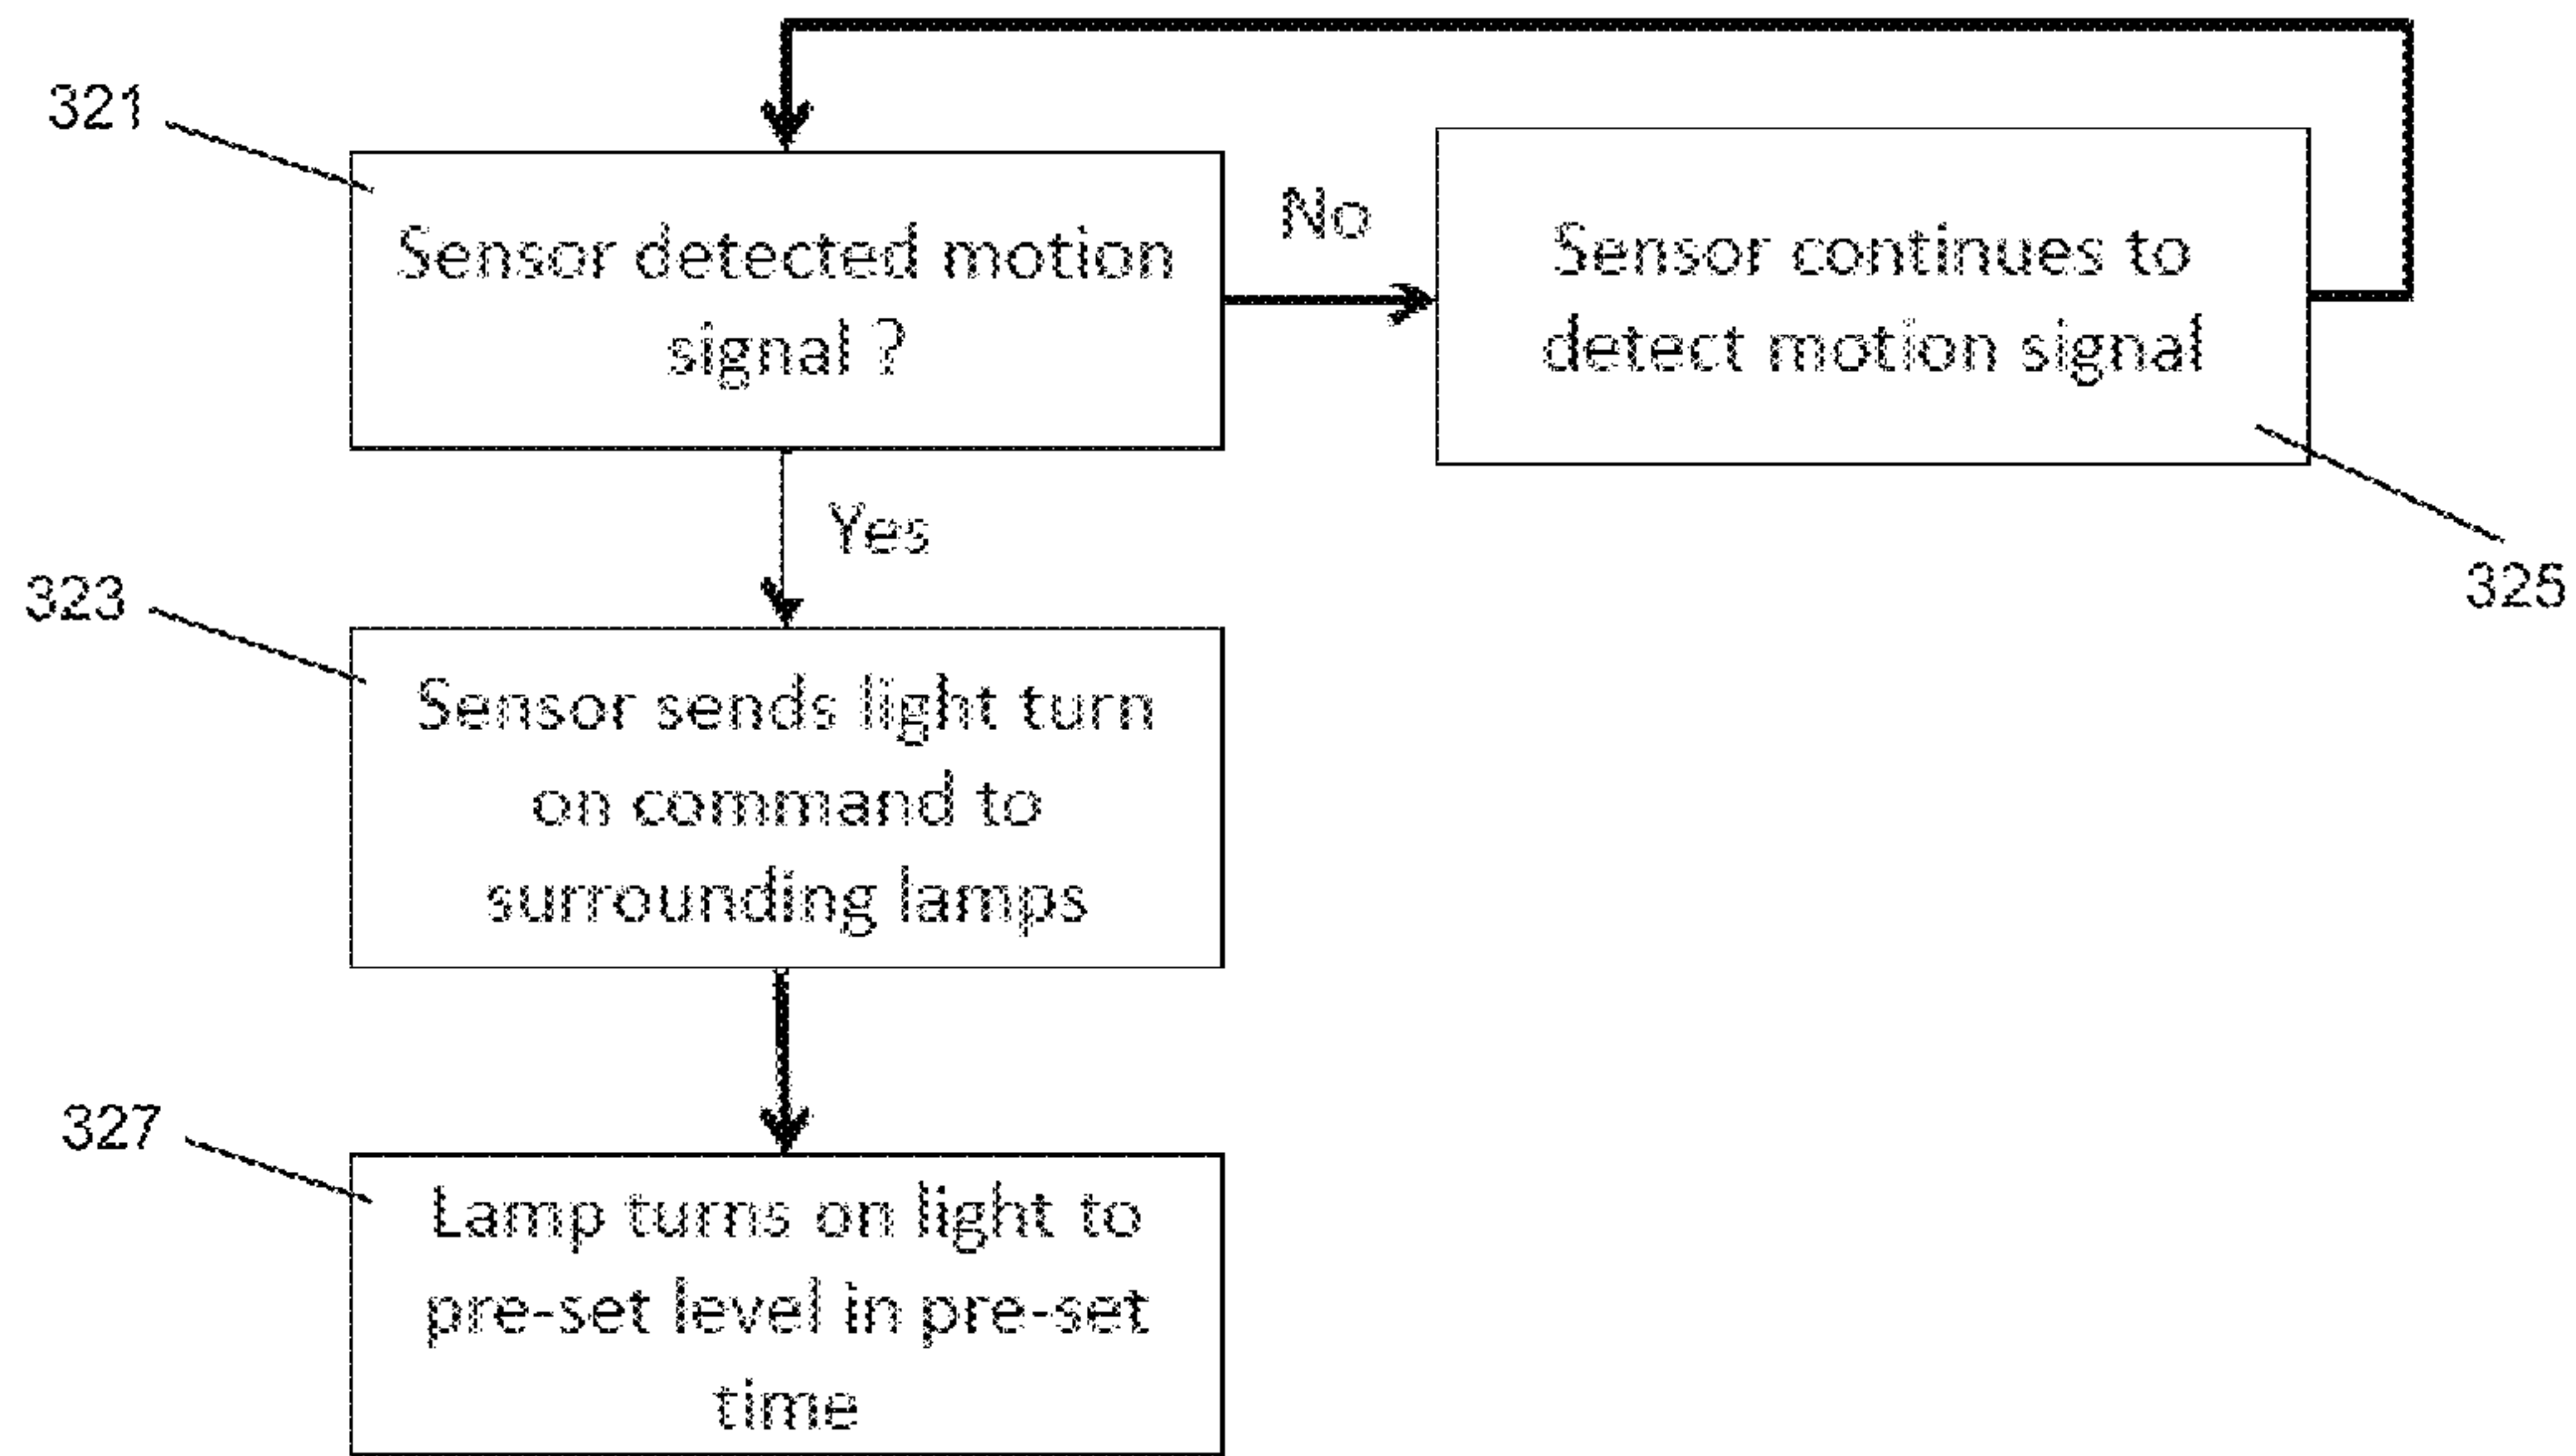 321
Sensor detected motion
signal ?
No
Sensor continues to
detect motion signal
325
Yes
323
Sensor sends light turn
on command to
surrounding lamps
327
Lamp turns on light to
pre-set level in pre-set
time